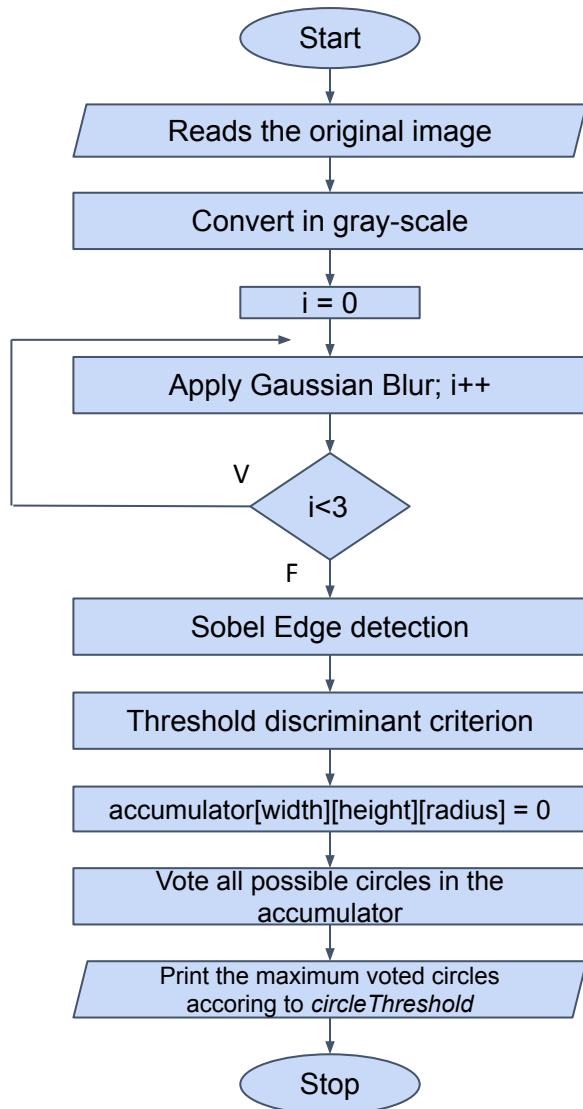 Start
Reads the original image
Convert in gray-scale
i = 0
Apply Gaussian Blur; i++
V
i<3
F
Sobel Edge detection
Threshold discriminant criterion
accumulator[width][height][radius] = 0
Vote all possible circles in the
accumulator
Print the maximum voted circles
accoring to circleThreshold
Stop